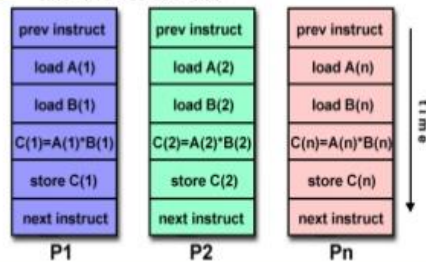 prev instruct prev instruct prev instruct
load A(1) load A(2) load A(n)
load B(1) load B(2) load B(n)
C(1)=A(1)*B(1) C(2)=A(2)*B(2) C(n)=A(n)*B(n)
store C(1) store C(2) store C(n)
next instruct next instruct next instruct
P1 P2 Pn
time